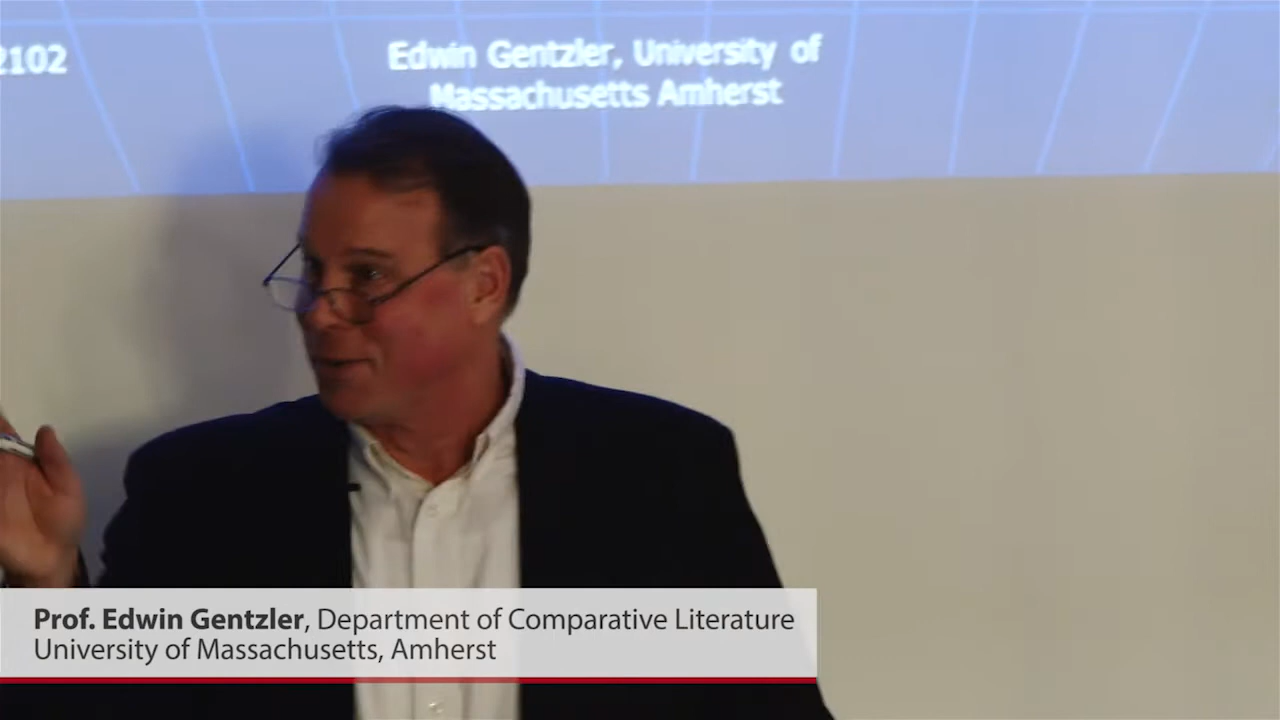 2102
Edwin Gentzler, University of
Massachusetts Amherst
Prof. Edwin Gentzler, Department of Comparative Literature
University of Massachusetts, Amherst